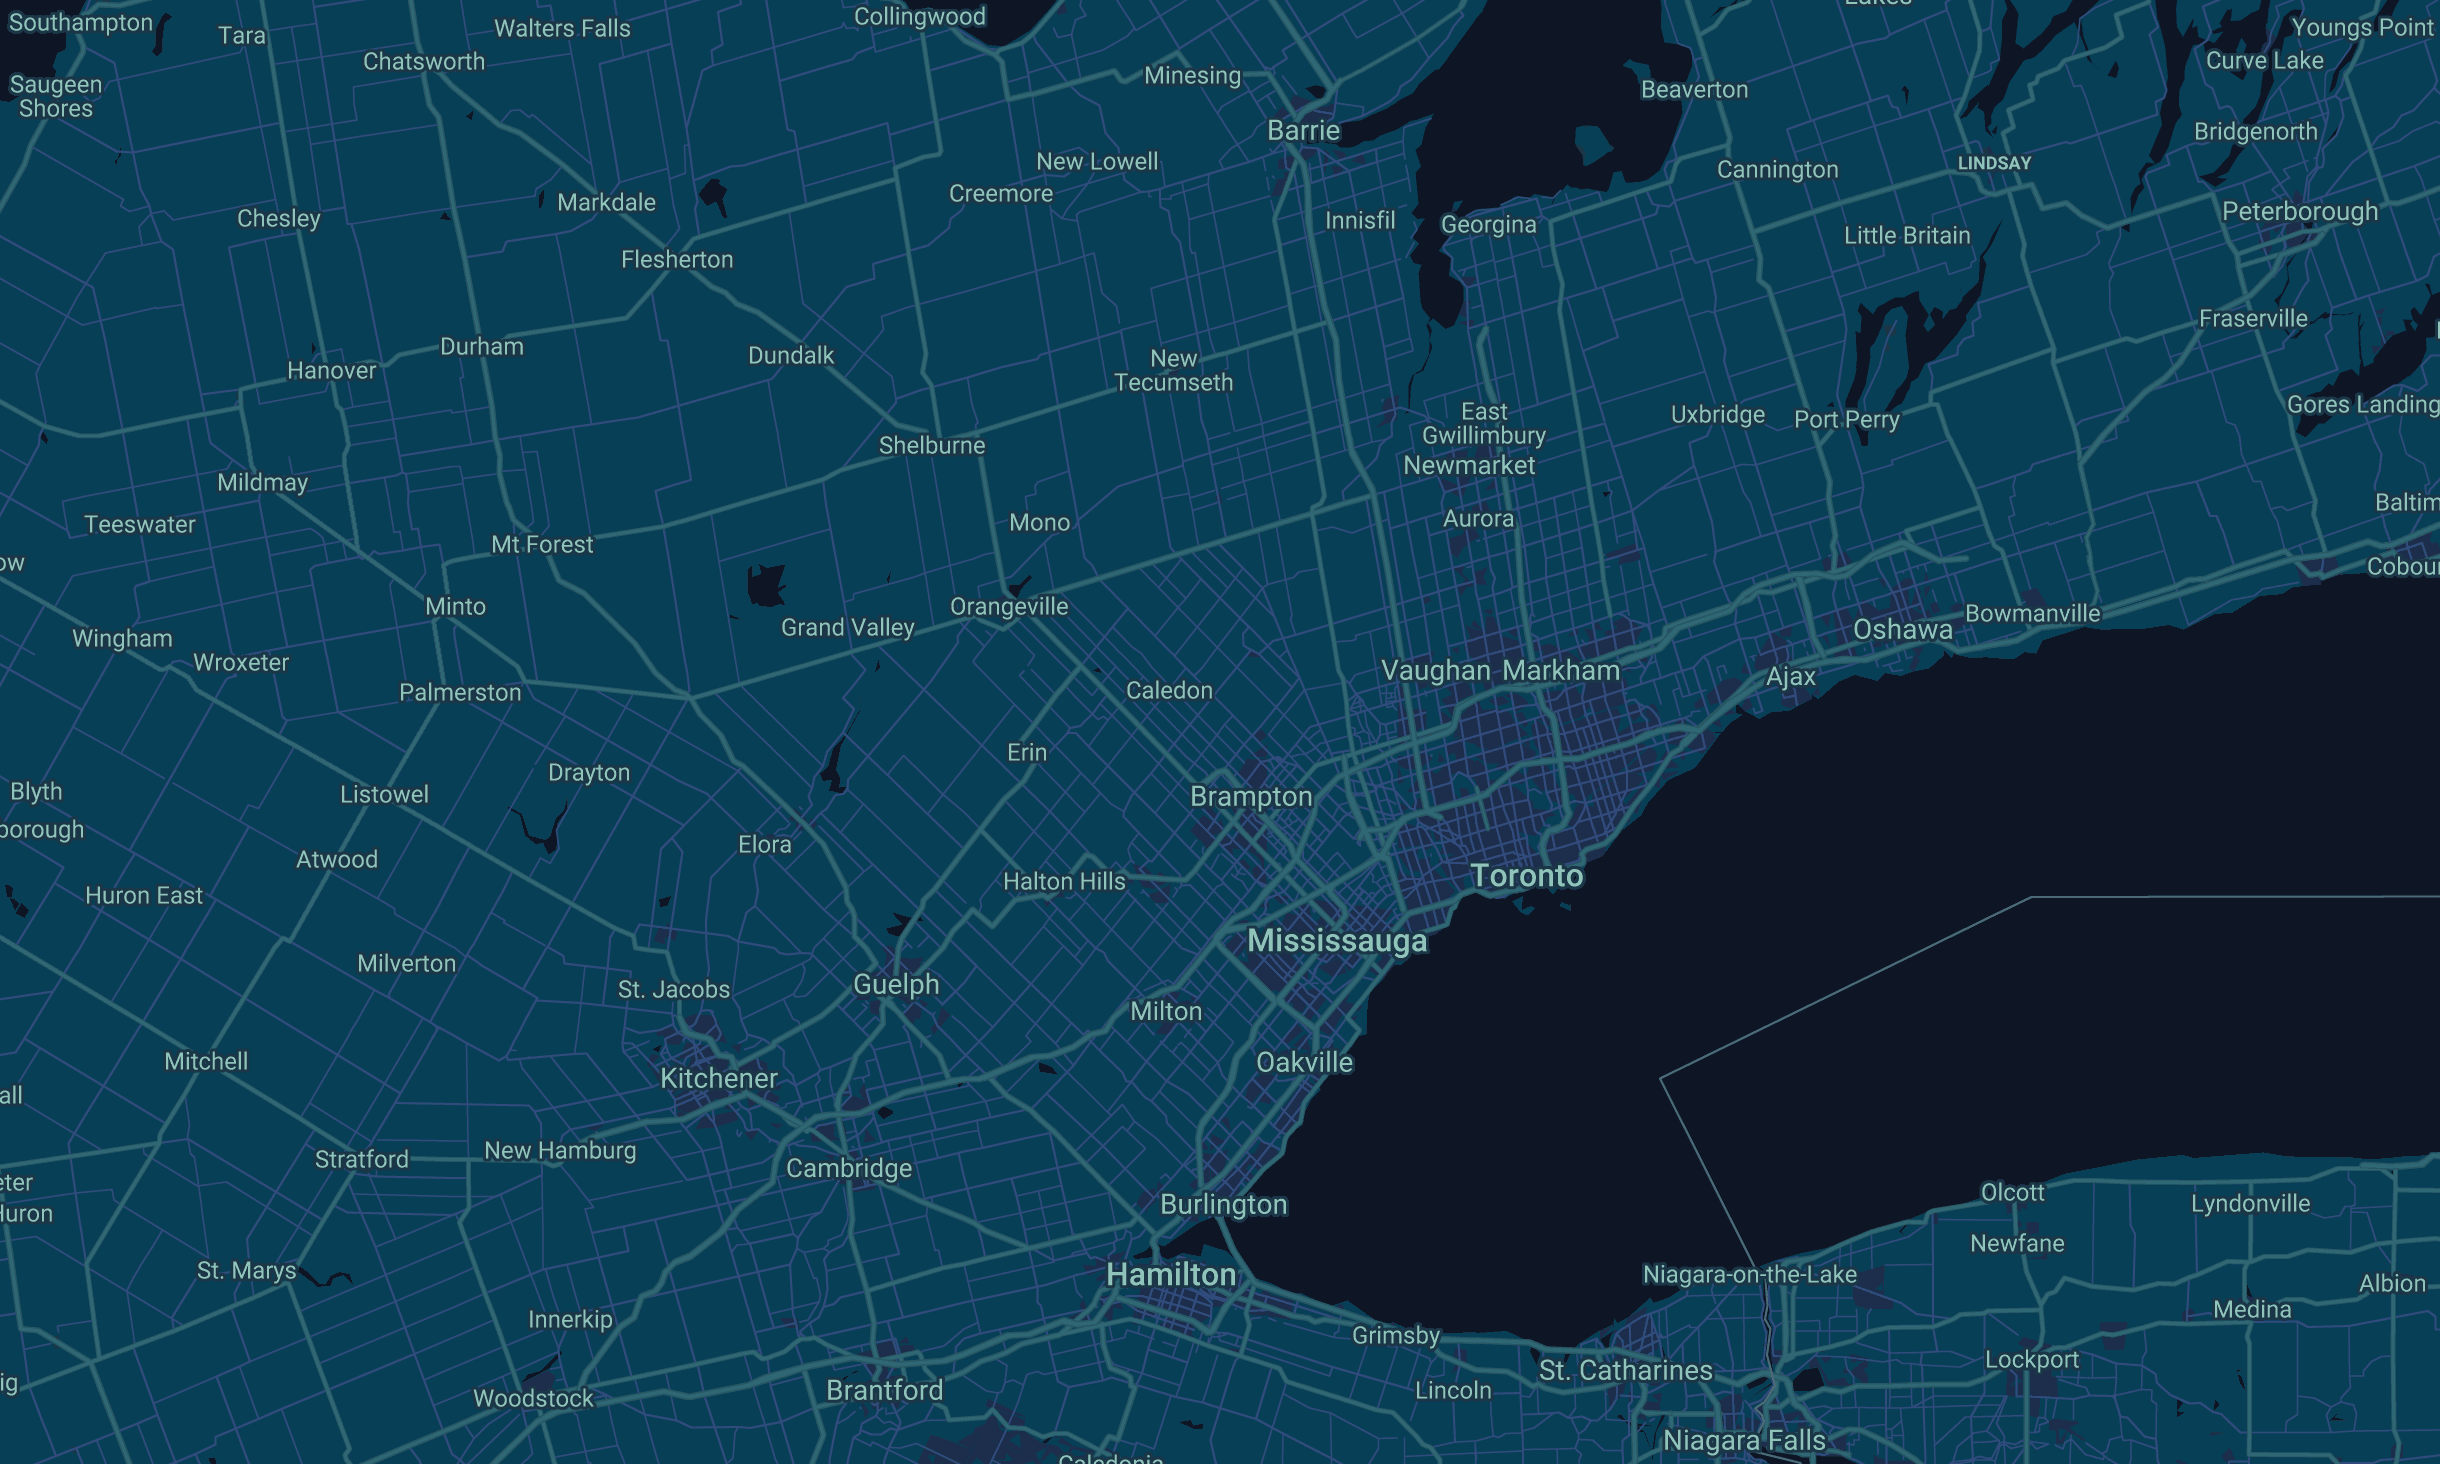 Lakes
Southampton
Tara
Walters Falls
Collingwood
Youngs Point
Chatsworth
Minesing
Curve Lake
Saugeen
Shores
Beaverton
Barrie
Bridgenorth
New Lowell
LINDSAY
Cannington
Creemore
Markdale
Chesley
Innisfil
Georgina
Peterborough
Little Britain
Flesherton
Fraserville
Durham
Dundalk
New
Tecumseth
Hanover
East
Gwillimbury
Uxbridge
Port Perry
Gores Landing
Shelburne
Newmarket
Mildmay
Baltim
Teeswater
Mono
Aurora
Mt Forest
ow
Cobour
Minto
Orangeville
Bowmanville
Grand Valley
Oshawa
Wingham
Wroxeter
Vaughan
Markham
Ajax
Palmerston
Caledon
Erin
Drayton
Blyth
Listowel
Brampton
borough
Elora
Atwood
Toronto
Halton Hills
Huron East
Mississauga
Milverton
Guelph
St. Jacobs
Milton
Mitchell
Oakville
Kitchener
all
New Hamburg
Stratford
Cambridge
eter
Olcott
Burlington
Lyndonville
Huron
Newfane
St. Marys
Hamilton
Niagara-on-the-Lake
Albion
Medina
Innerkip
Grimsby
Lockport
St. Catharines
ig
Brantford
Lincoln
Woodstock
Niagara Falls
Caledonia